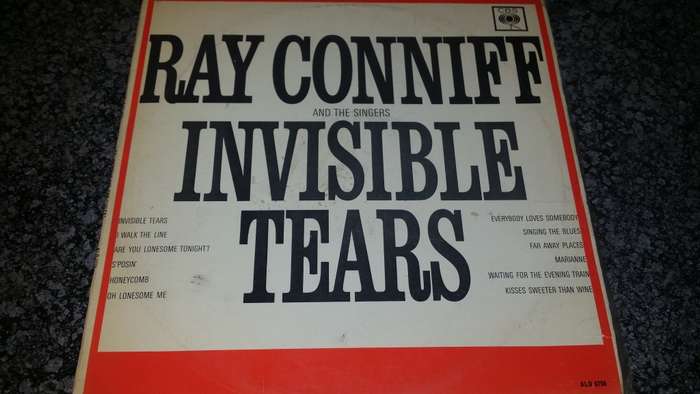 CBS
RAY CONNIFF
AND THE SINGERS
INVISIBLE
TEARS
INVISIBLE TEARS
I WALK THE LINE
ARE YOU LONESOME TONIGHT?
S'POSIN'
HONEYCOMB
OH LONESOME ME
EVERYBODY LOVES SOMEBODY
SINGING THE BLUES
FAR AWAY PLACES
MARIANNE
WAITING FOR THE EVENING TRAIN
KISSES SWEETER THAN WINE
ALD